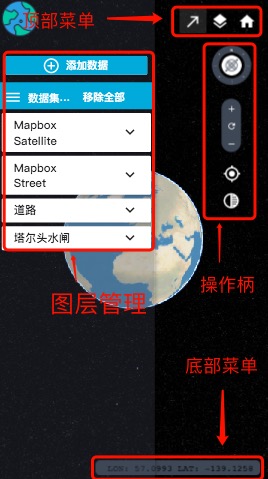 顶部菜单
添加数据
数据集... 移除全部
Mapbox
Satellite
Mapbox
Street
道路
塔尔头水闸
图层管理
操作柄
底部菜单
LON: 57.0993 LAT: -139.1258